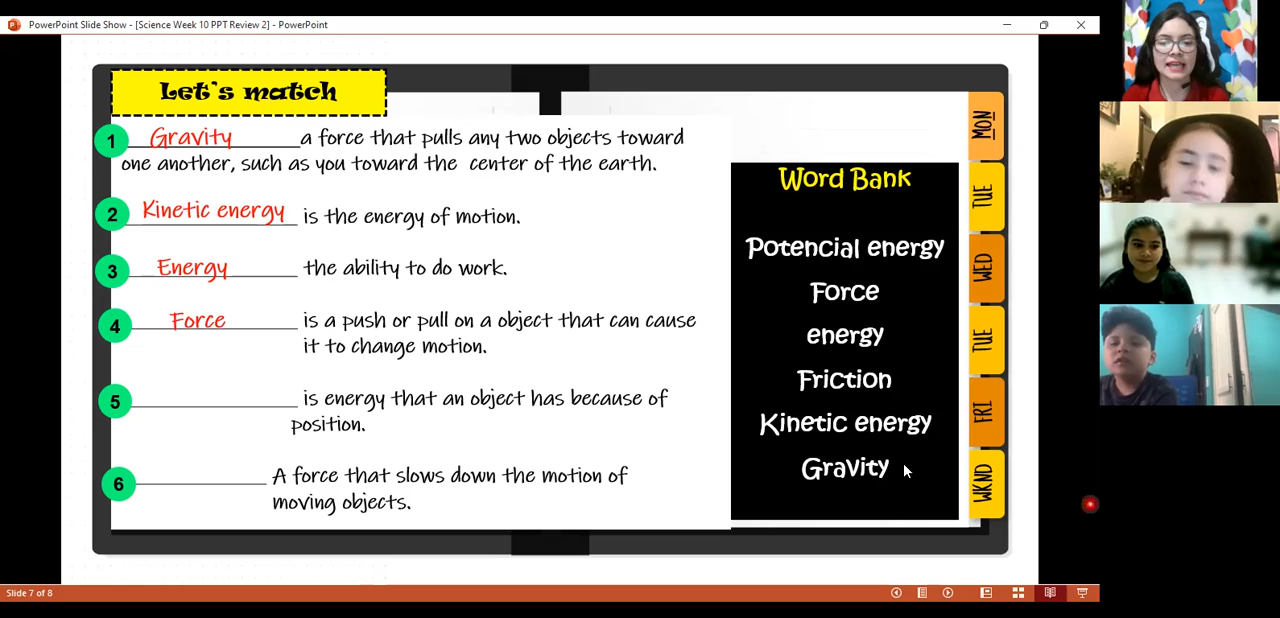 PowerPoint Slide Show - [Science Week 10 PPT Review 2] - PowerPoint
Let's match
1 Gravity a force that pulls any two objects toward
one another, such as you toward the center of the earth.
2 Kinetic energy is the energy of motion.
3 Energy the ability to do work.
4 Force is a push or pull on a object that can cause
it to change motion.
5 is energy that an object has because of
position.
6 A force that slows down the motion of
moving objects.
Word Bank
Potencial energy
Force
energy
Friction
Kinetic energy
Gravity
MON
TUE
WED
TUE
FRI
WKND
Slide 7 of 8